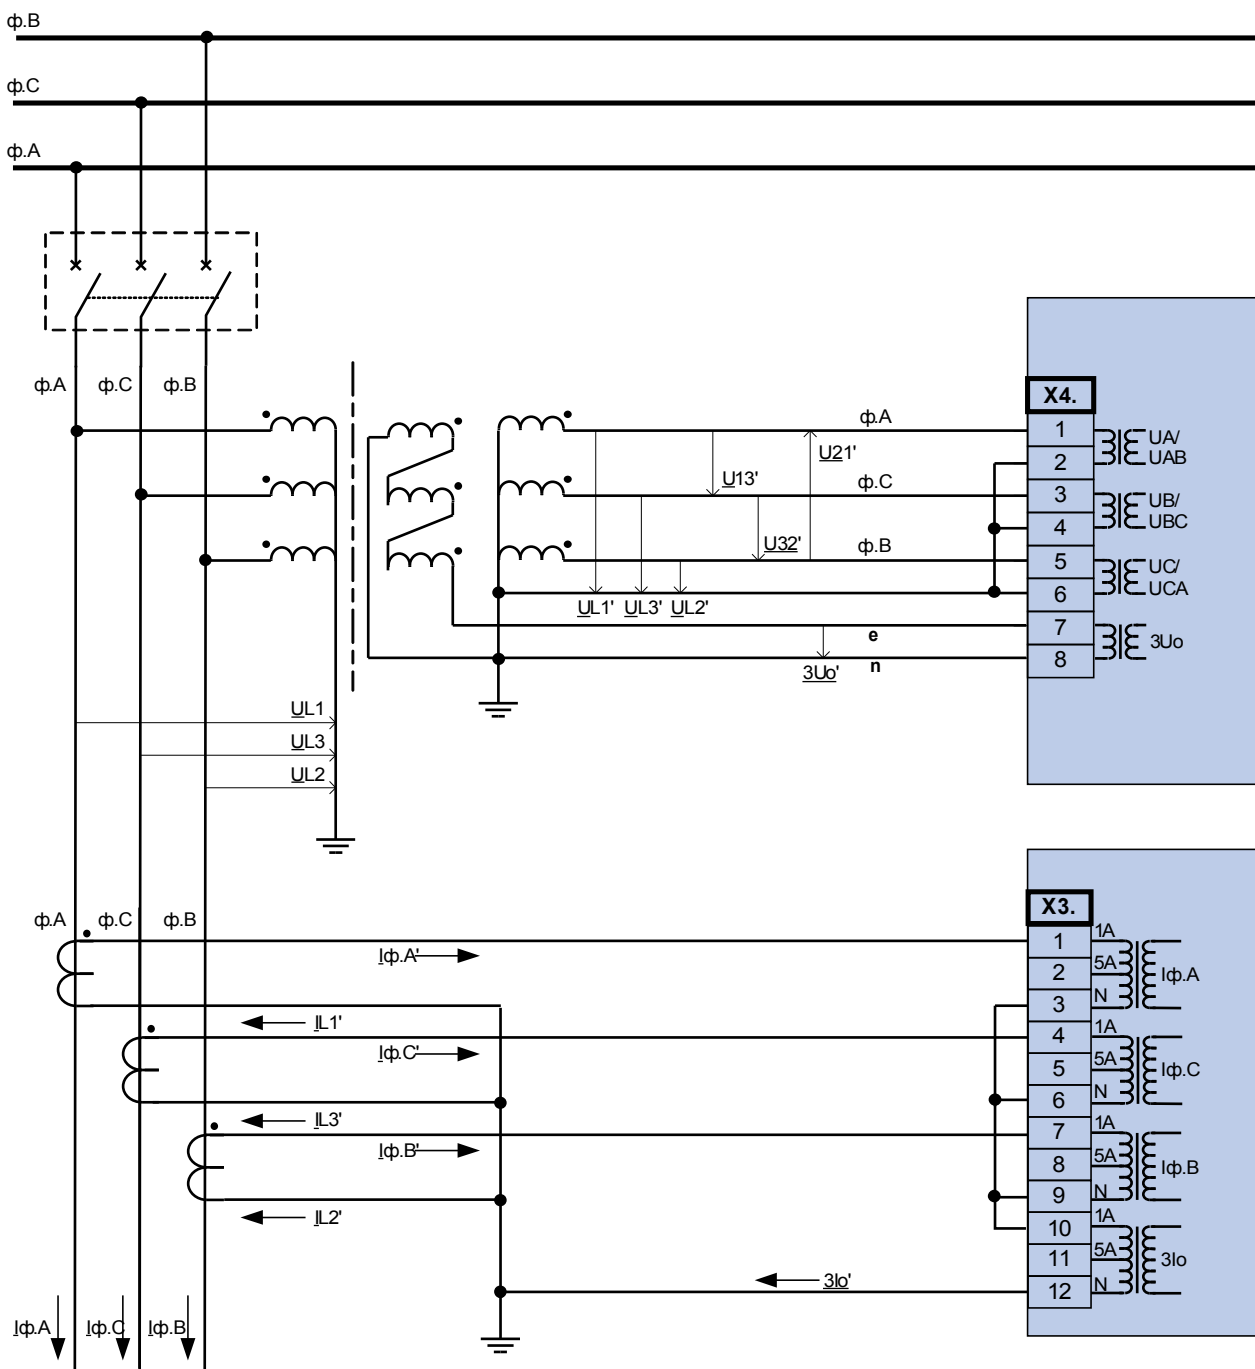 ф.B
ф.C
ф.A
ф.A ф.C ф.B
X4.
ф.A
1
UA/
UAB
U21'
2
U13'
ф.C
3
UB/
UBC
4
U32'
ф.B
5
UC/
UCA
6
UL1' UL3' UL2'
7
e
3Uo
8
n
3Uo'
UL1
UL3
UL2
X3.
ф.A ф.C ф.B
1
1A
Iф.A'
2
5A
Iф.A
3
N
IL1'
4
1A
Iф.C'
5
5A
Iф.C
6
N
IL3'
7
1A
Iф.B'
8
5A
Iф.B
9
N
IL2'
10
1A
11
5A
3Io
3Io'
12
N
Iф.A Iф.C Iф.B